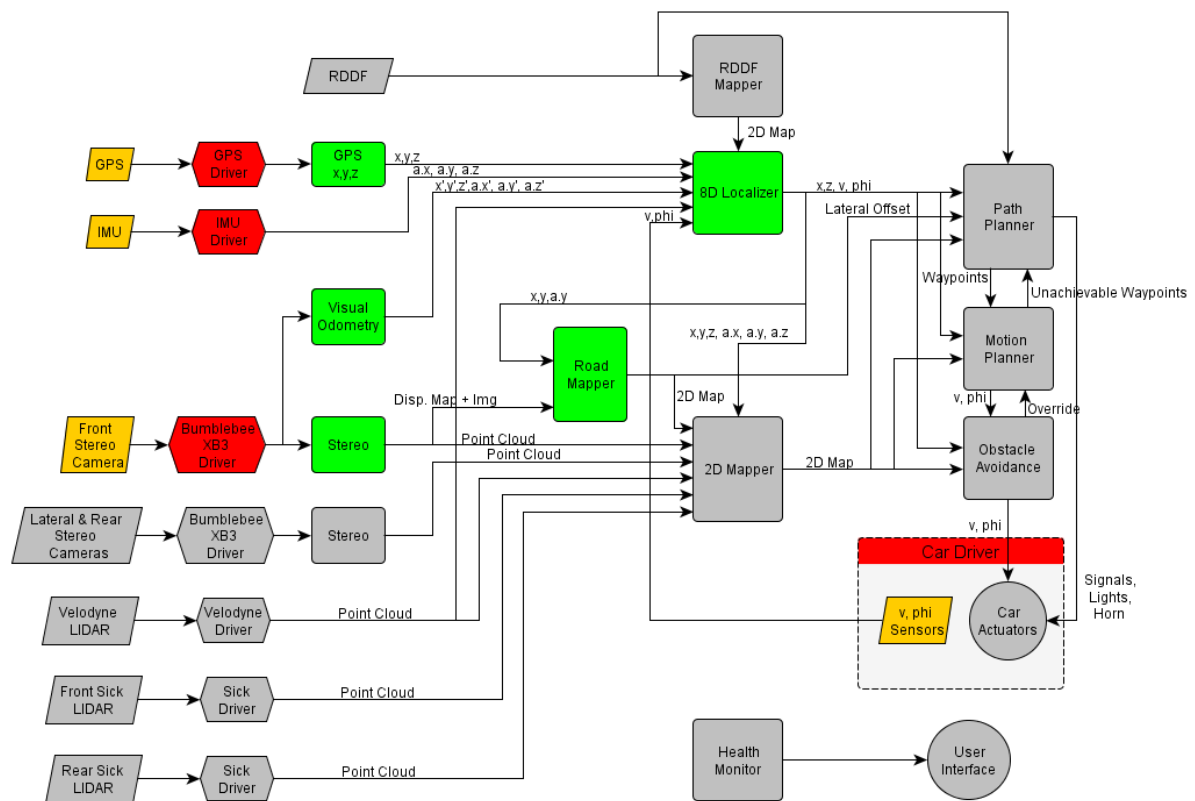 RDDF
RDDF
Mapper
2D Map
GPS
GPS
Driver
GPS
x,y,z
x,y,z
a.x, a.y, a.z
x',y',z',a.x', a.y', a.z'
v,phi
8D Localizer
x,z, v, phi
Lateral Offset
Path
Planner
IMU
IMU
Driver
Waypoints
Unachievable Waypoints
Visual
Odometry
x,y,a.y
x,y,z, a.x, a.y, a.z
Motion
Planner
Road
Mapper
2D Map
v, phi
Override
Disp. Map + Img
Front
Stereo
Camera
Bumblebee
XB3
Driver
Stereo
Point Cloud
Point Cloud
2D Mapper
2D Map
Obstacle
Avoidance
Lateral & Rear
Stereo
Cameras
Bumblebee
XB3
Driver
Stereo
v, phi
Car Driver
Velodyne
LIDAR
Velodyne
Driver
Point Cloud
v, phi
Sensors
Car
Actuators
Signals,
Lights,
Horn
Front Sick
LIDAR
Sick
Driver
Point Cloud
Rear Sick
LIDAR
Sick
Driver
Point Cloud
Health
Monitor
User
Interface